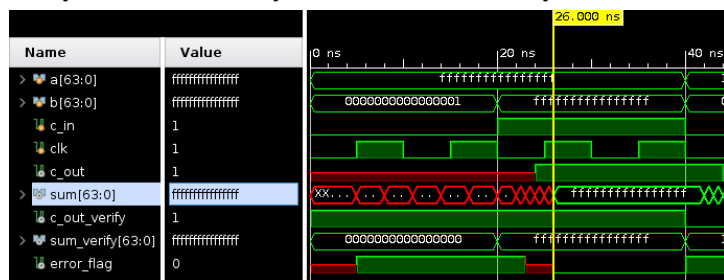 26.000 ns
Name Value 0 ns 20 ns 40 ns
a[63:0] ffffffffffffffff ffffffffffffffff
b[63:0] ffffffffffffffff 0000000000000001 ffffffffffffffff
c_in 1
clk 1
c_out 1
sum[63:0] ffffffffffffffff XX... ffffffffffffffff
c_out_verify 1
sum_verify[63:0] ffffffffffffffff 0000000000000000 ffffffffffffffff
error_flag 0